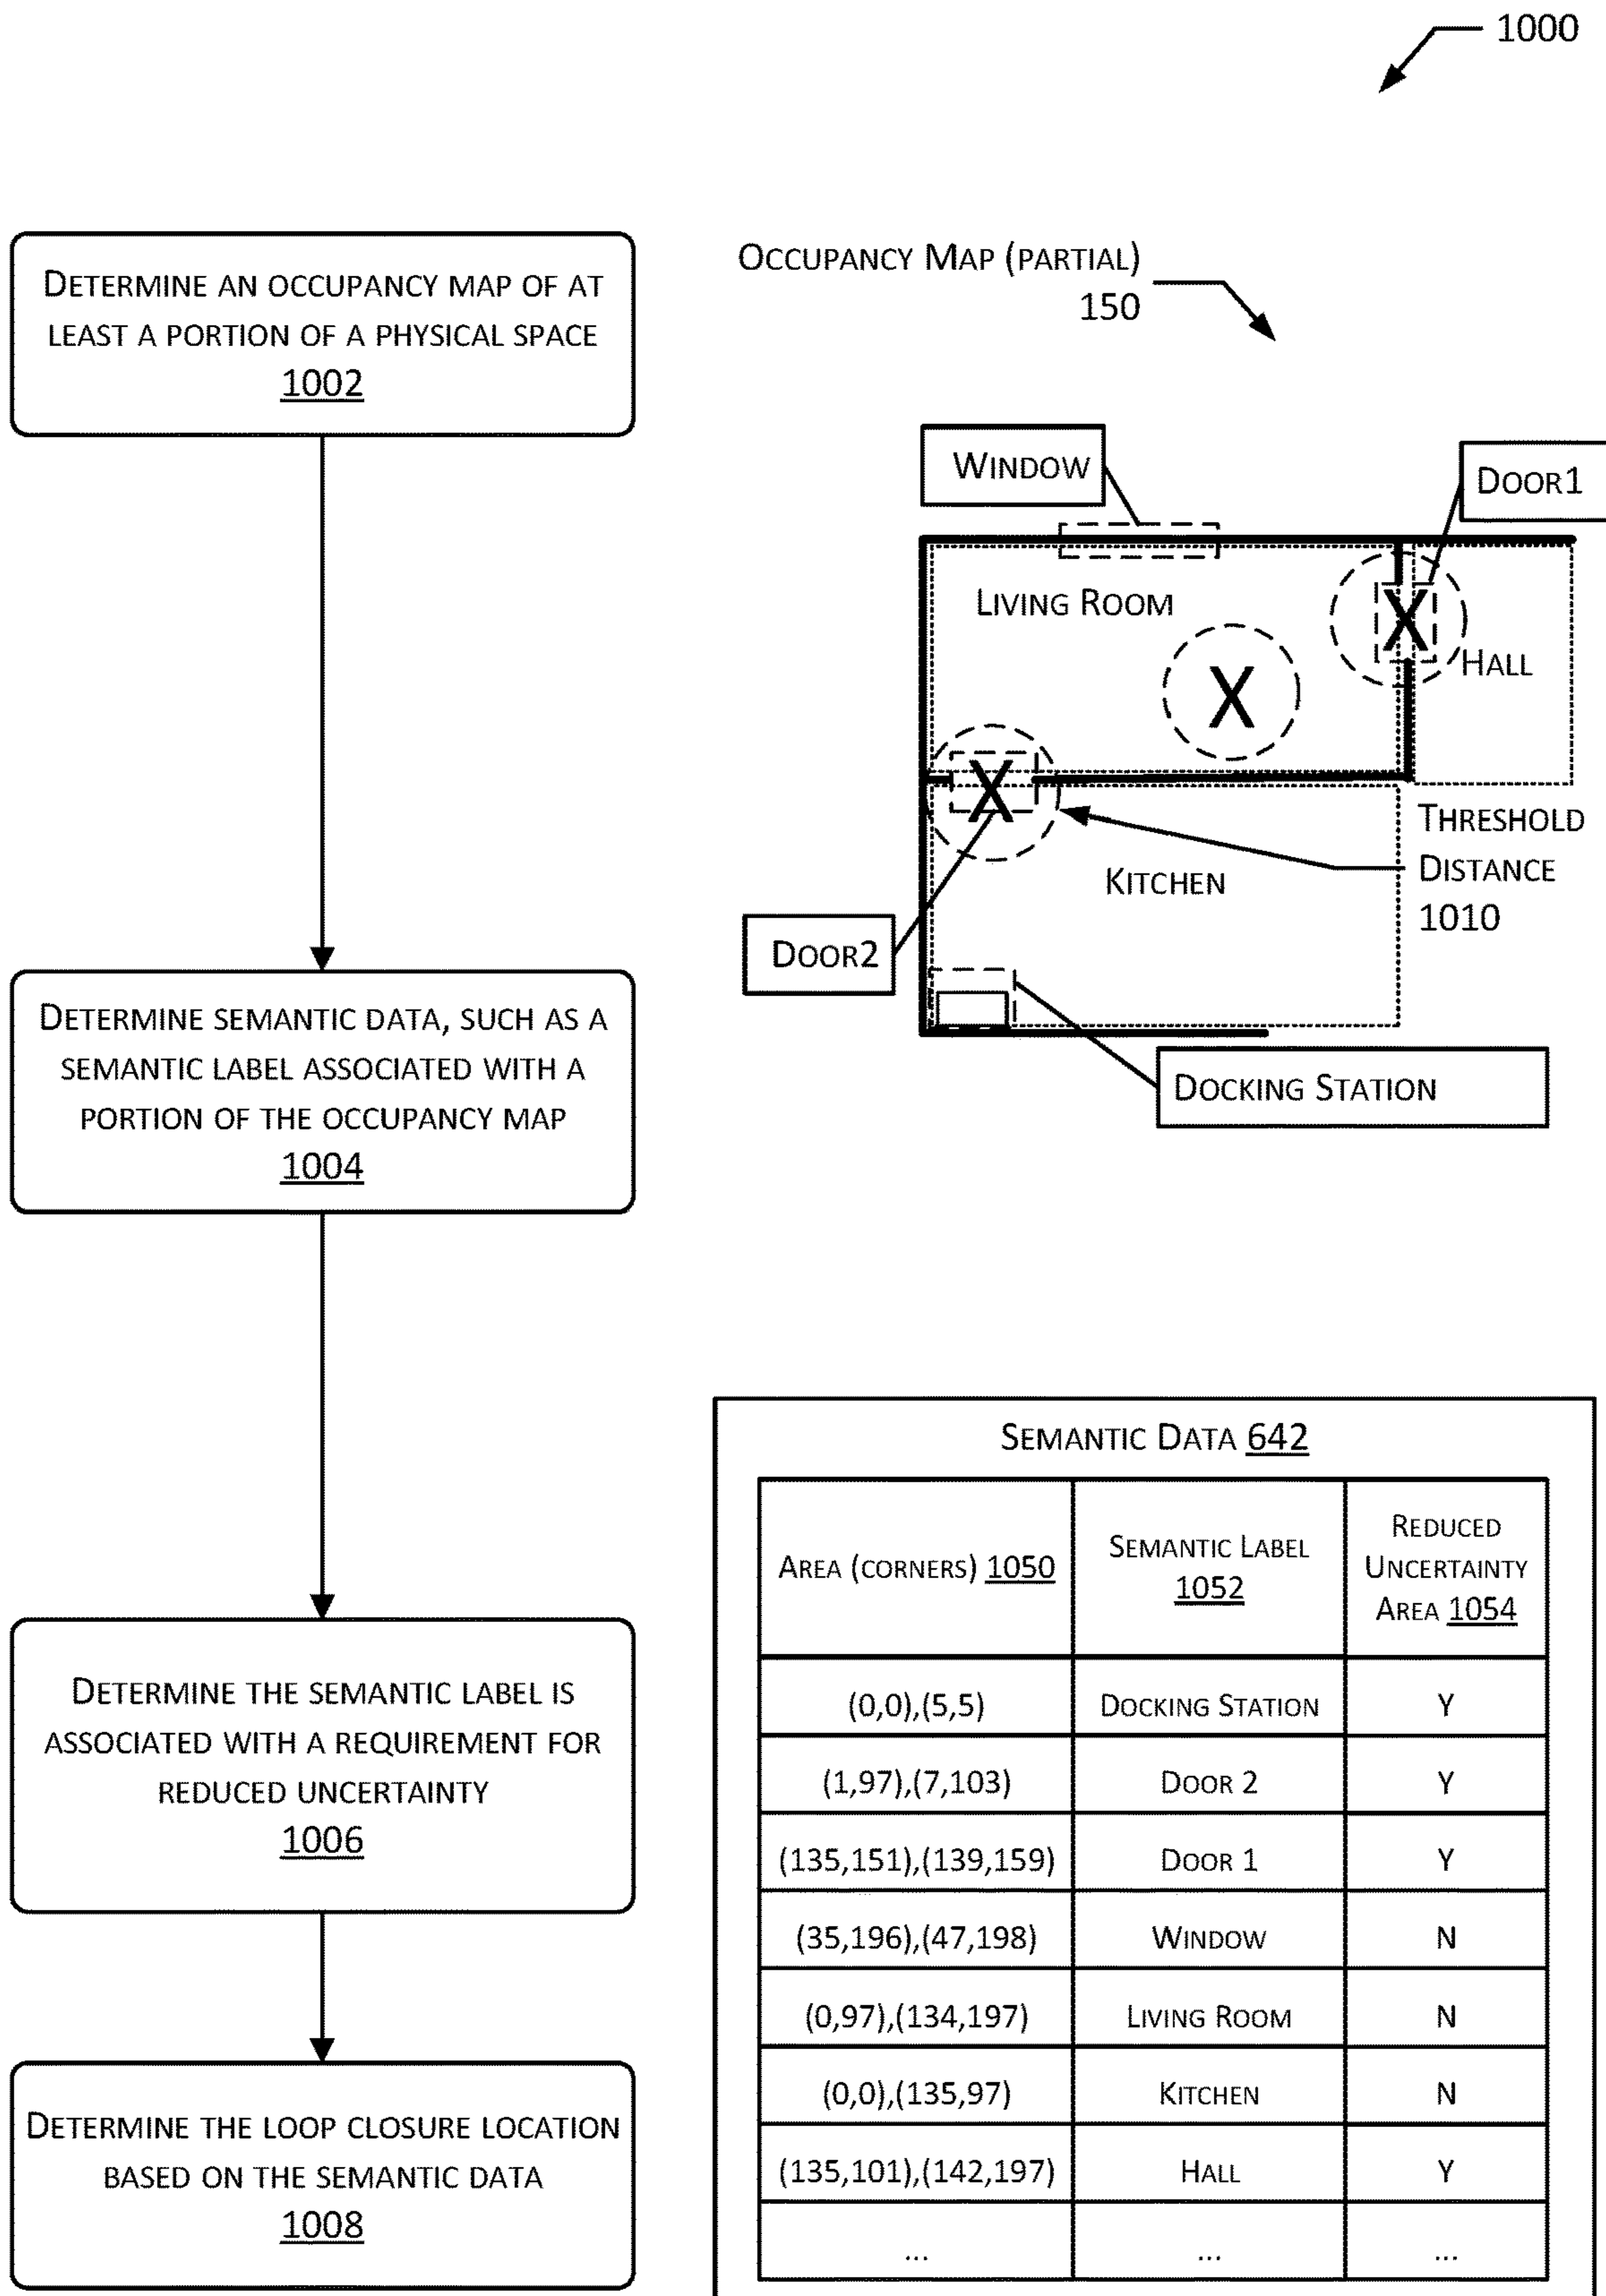 1000
DETERMINE AN OCCUPANCY MAP OF AT
LEAST A PORTION OF A PHYSICAL SPACE
1002
DETERMINE SEMANTIC DATA, SUCH AS A
SEMANTIC LABEL ASSOCIATED WITH A
PORTION OF THE OCCUPANCY MAP
1004
DETERMINE THE SEMANTIC LABEL IS
ASSOCIATED WITH A REQUIREMENT FOR
REDUCED UNCERTAINTY
1006
DETERMINE THE LOOP CLOSURE LOCATION
BASED ON THE SEMANTIC DATA
1008
OCCUPANCY MAP (PARTIAL)
150
WINDOW
DOOR1
LIVING ROOM
X
HALL
X
X
THRESHOLD
DISTANCE
1010
KITCHEN
DOOR2
DOCKING STATION
SEMANTIC DATA 642
AREA (CORNERS) 1050
SEMANTIC LABEL
1052
REDUCED
UNCERTAINTY
AREA 1054
(0,0),(5,5) DOCKING STATION Y
(1,97),(7,103) DOOR 2 Y
(135,151),(139,159) DOOR 1 Y
(35,196),(47,198) WINDOW N
(0,97),(134,197) LIVING ROOM N
(0,0),(135,97) KITCHEN N
(135,101),(142,197) HALL Y
... ... ...